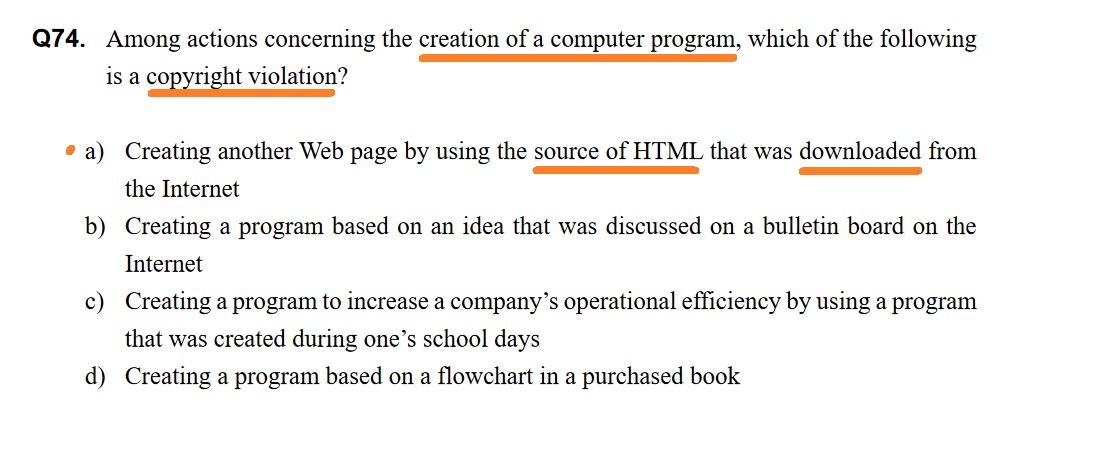 Q74. Among actions concerning the creation of a computer program, which of the following
is a copyright violation?
a) Creating another Web page by using the source of HTML that was downloaded from
the Internet
b) Creating a program based on an idea that was discussed on a bulletin board on the
Internet
c) Creating a program to increase a company’s operational efficiency by using a program
that was created during one’s school days
d) Creating a program based on a flowchart in a purchased book